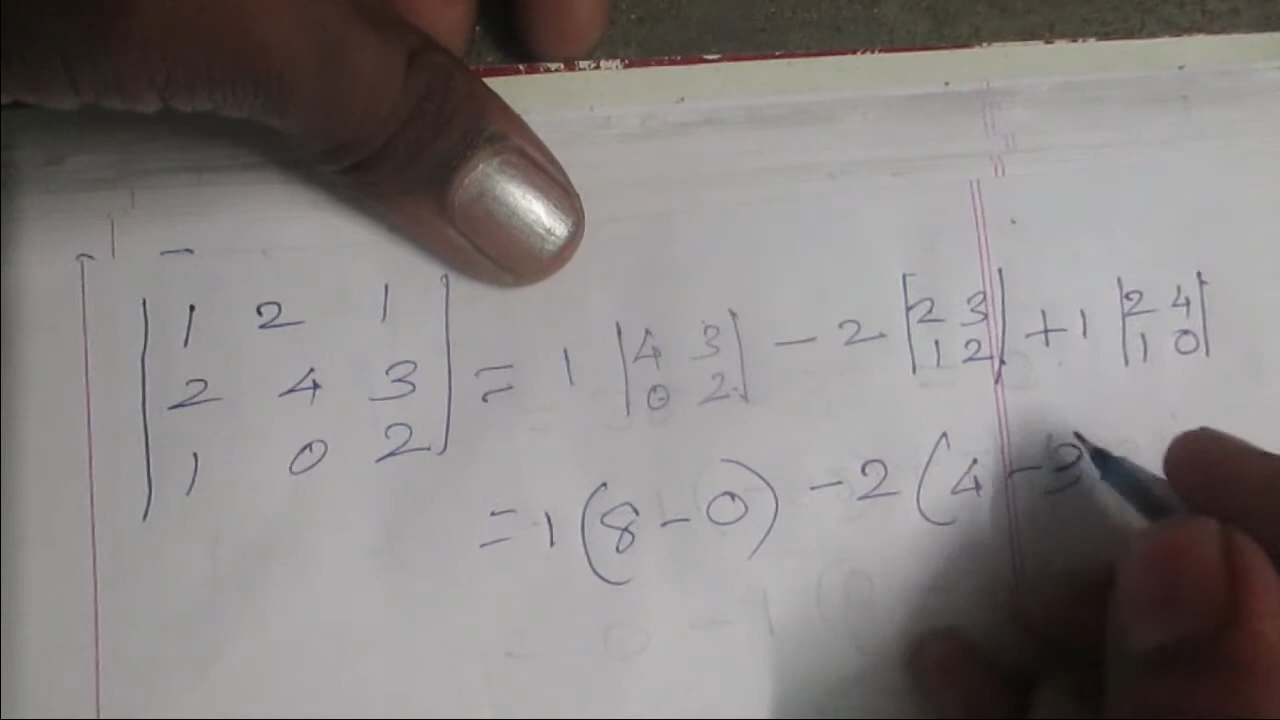 |1 2 1|
|2 4 3| = 1 |4 3| - 2 |2 3| + 1 |2 4|
|1 0 2| |0 2| |1 2| |1 0|
= 1 (8 - 0) - 2 (4 - 3